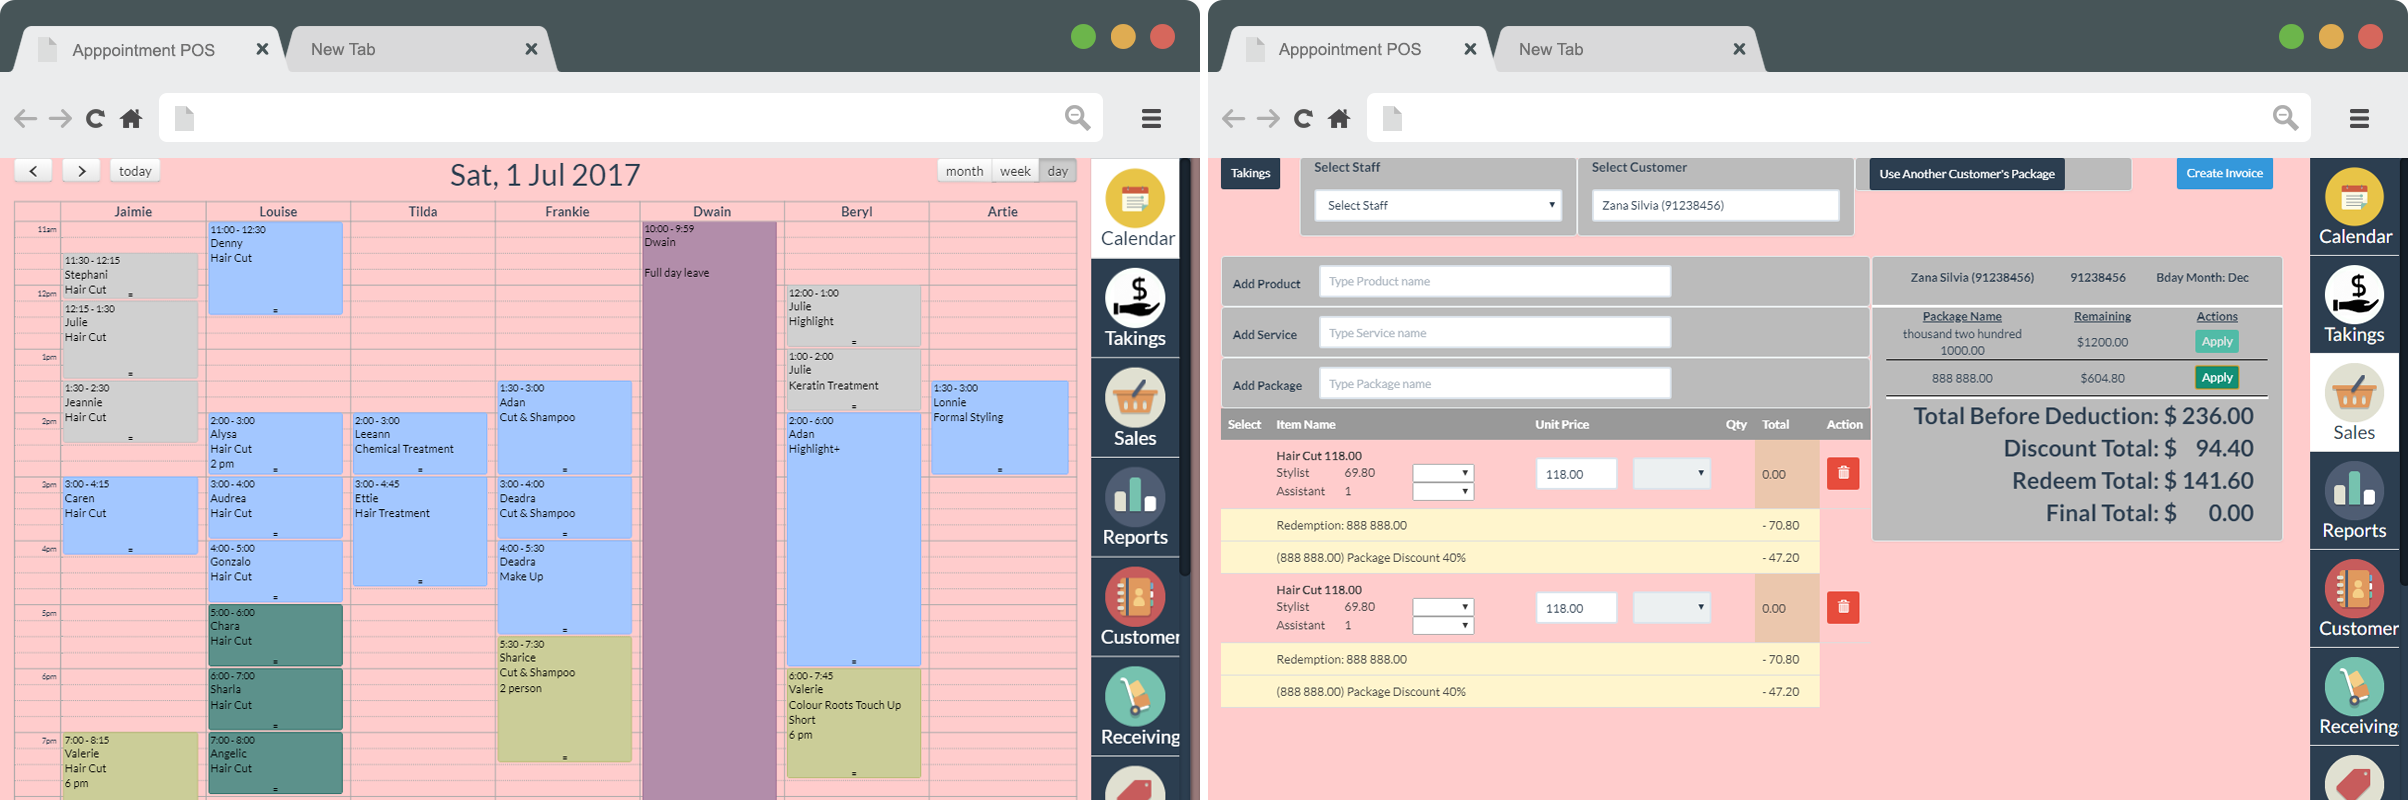 Apppointment POS
New Tab
today
Sat, 1 Jul 2017
month week day
Jaimie Louise Tilda Frankie Dwain Beryl Artie
11am
12pm
1pm
2pm
3pm
4pm
5pm
6pm
7pm
11:30 - 12:15
Stephani
Hair Cut
12:15 - 1:30
Julie
Hair Cut
1:30 - 2:30
Jeannie
Hair Cut
3:00 - 4:15
Caren
Hair Cut
7:00 - 8:15
Valerie
Hair Cut
6 pm
11:00 - 12:30
Denny
Hair Cut
2:00 - 3:00
Alysa
Hair Cut
2 pm
3:00 - 4:00
Audrea
Hair Cut
4:00 - 5:00
Gonzalo
Hair Cut
5:00 - 6:00
Chara
Hair Cut
6:00 - 7:00
Sharla
Hair Cut
7:00 - 8:00
Angelic
Hair Cut
2:00 - 3:00
Leeann
Chemical Treatment
3:00 - 4:45
Ettie
Hair Treatment
1:30 - 3:00
Adan
Cut & Shampoo
3:00 - 4:00
Deadra
Cut & Shampoo
4:00 - 5:30
Deadra
Make Up
5:30 - 7:30
Sharice
Cut & Shampoo
2 person
10:00 - 9:59
Dwain
Full day leave
12:00 - 1:00
Julie
Highlight
1:00 - 2:00
Julie
Keratin Treatment
2:00 - 6:00
Adan
Highlight+
6:00 - 7:45
Valerie
Colour Roots Touch Up
Short
6 pm
1:30 - 3:00
Lonnie
Formal Styling
Calendar
Takings
Sales
Reports
Customer
Receiving
Apppointment POS
New Tab
Takings
Select Staff
Select Staff
Select Customer
Zana Silvia (91238456)
Use Another Customer's Package
Create Invoice
Add Product Type Product name
Add Service Type Service name
Add Package Type Package name
Select Item Name Unit Price Qty Total Action
Hair Cut 118.00
Stylist 69.80
Assistant 1
118.00
0.00
Redemption: 888 888.00 - 70.80
(888 888.00) Package Discount 40% - 47.20
Hair Cut 118.00
Stylist 69.80
Assistant 1
118.00
0.00
Redemption: 888 888.00 - 70.80
(888 888.00) Package Discount 40% - 47.20
Zana Silvia (91238456) 91238456 Bday Month: Dec
Package Name Remaining Actions
thousand two hundred
1000.00
$1200.00 Apply
888 888.00 $604.80 Apply
Total Before Deduction: $ 236.00
Discount Total: $ 94.40
Redeem Total: $ 141.60
Final Total: $ 0.00
Calendar
Takings
Sales
Reports
Customer
Receiving